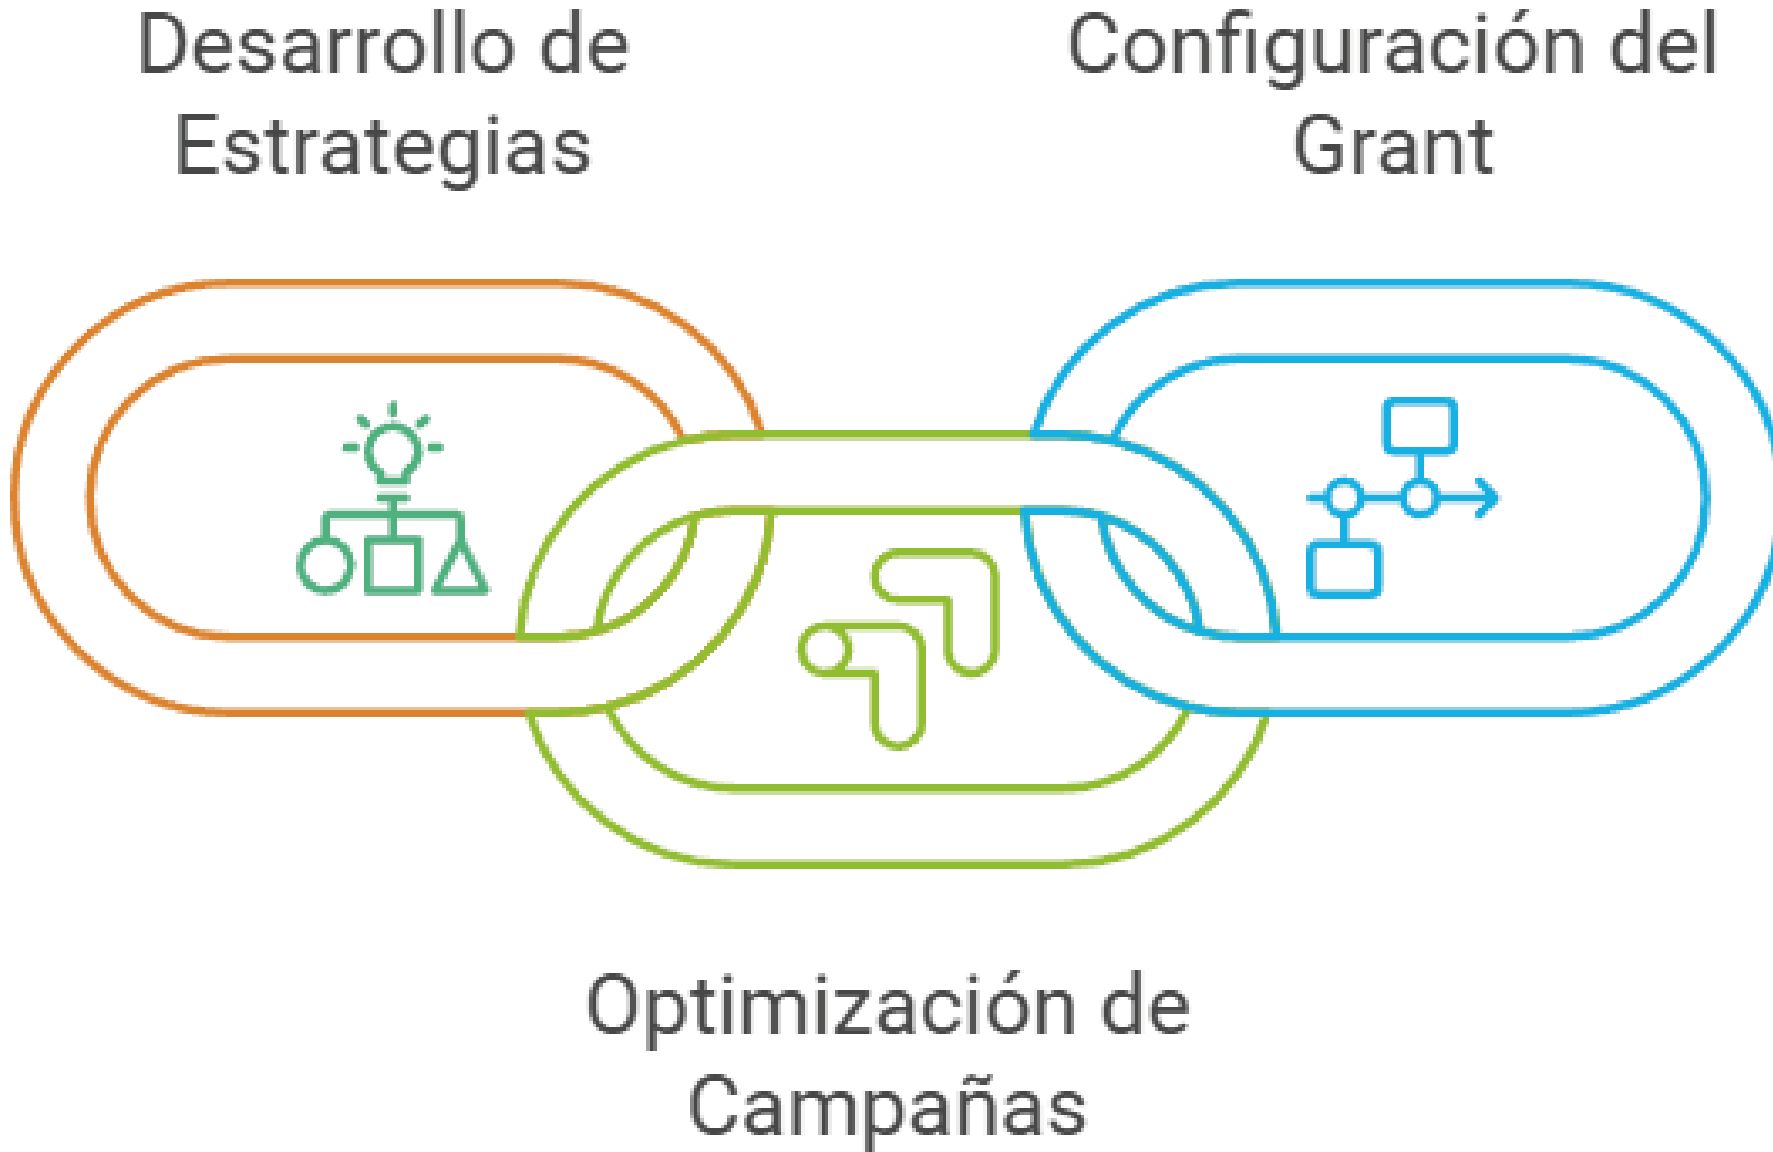 Desarrollo de
Estrategias
Configuración del
Grant
Optimización de
Campañas